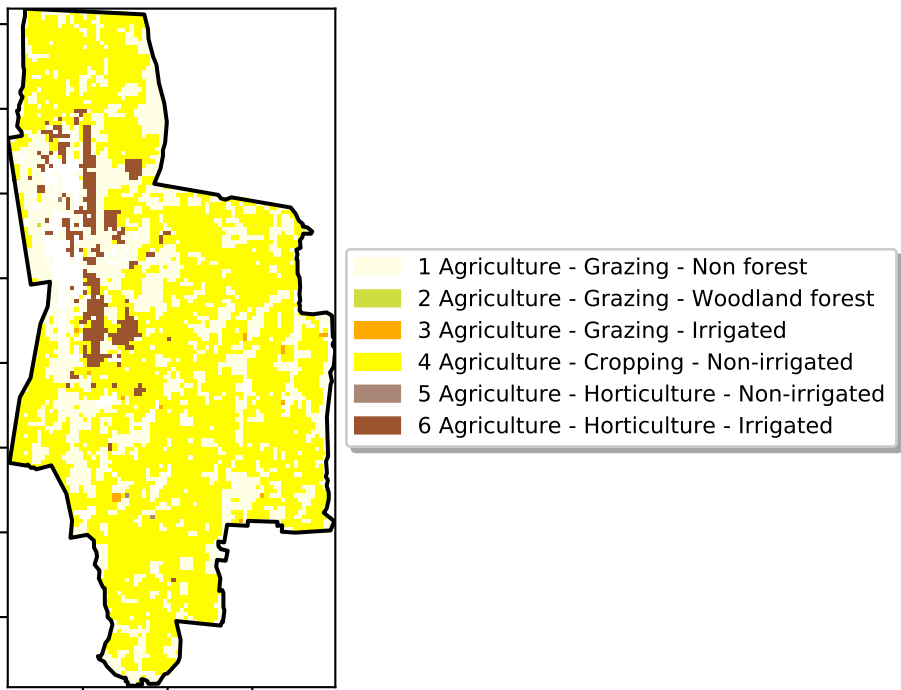 1 Agriculture - Grazing - Non forest
2 Agriculture - Grazing - Woodland forest
3 Agriculture - Grazing - Irrigated
4 Agriculture - Cropping - Non-irrigated
5 Agriculture - Horticulture - Non-irrigated
6 Agriculture - Horticulture - Irrigated